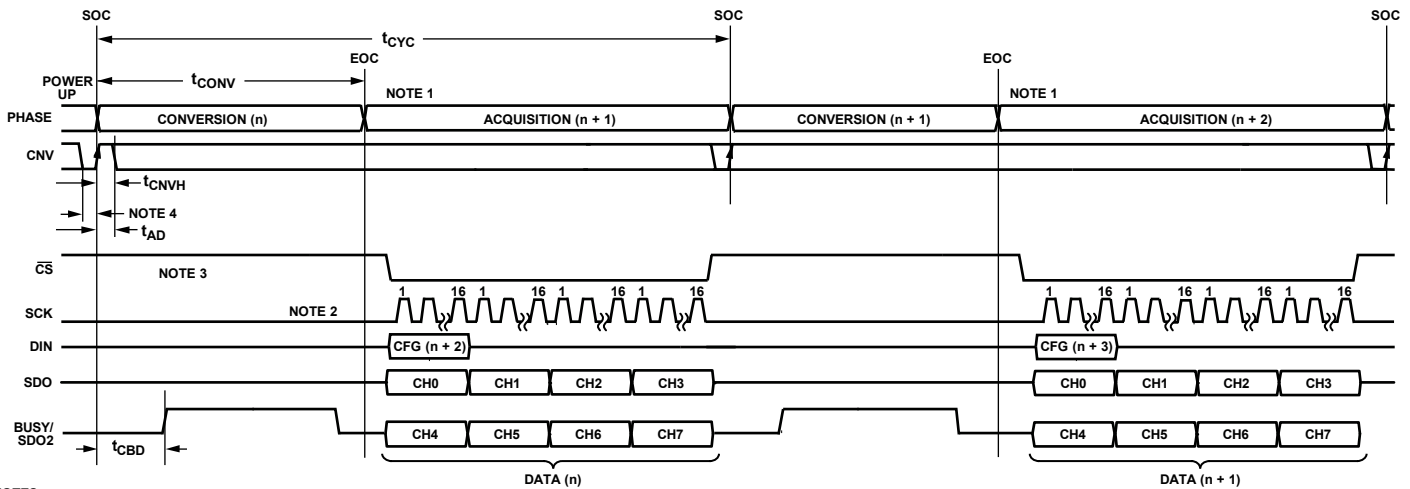 SOC SOC SOC
tCYC
EOC EOC
POWER UP
tCONV
NOTE 1 NOTE 1
PHASE CONVERSION (n) ACQUISITION (n + 1) CONVERSION (n + 1) ACQUISITION (n + 2)
CNV
tCNVH
NOTE 4
tAD
CS NOTE 3
1 16 1 16 1 16 1 16 1 16 1 16 1 16 1 16
SCK NOTE 2
DIN CFG (n + 2) CFG (n + 3)
SDO CH0 CH1 CH2 CH3 CH0 CH1 CH2 CH3
BUSY/
SDO2 CH4 CH5 CH6 CH7 CH4 CH5 CH6 CH7
tCBD
DATA (n) DATA (n + 1)